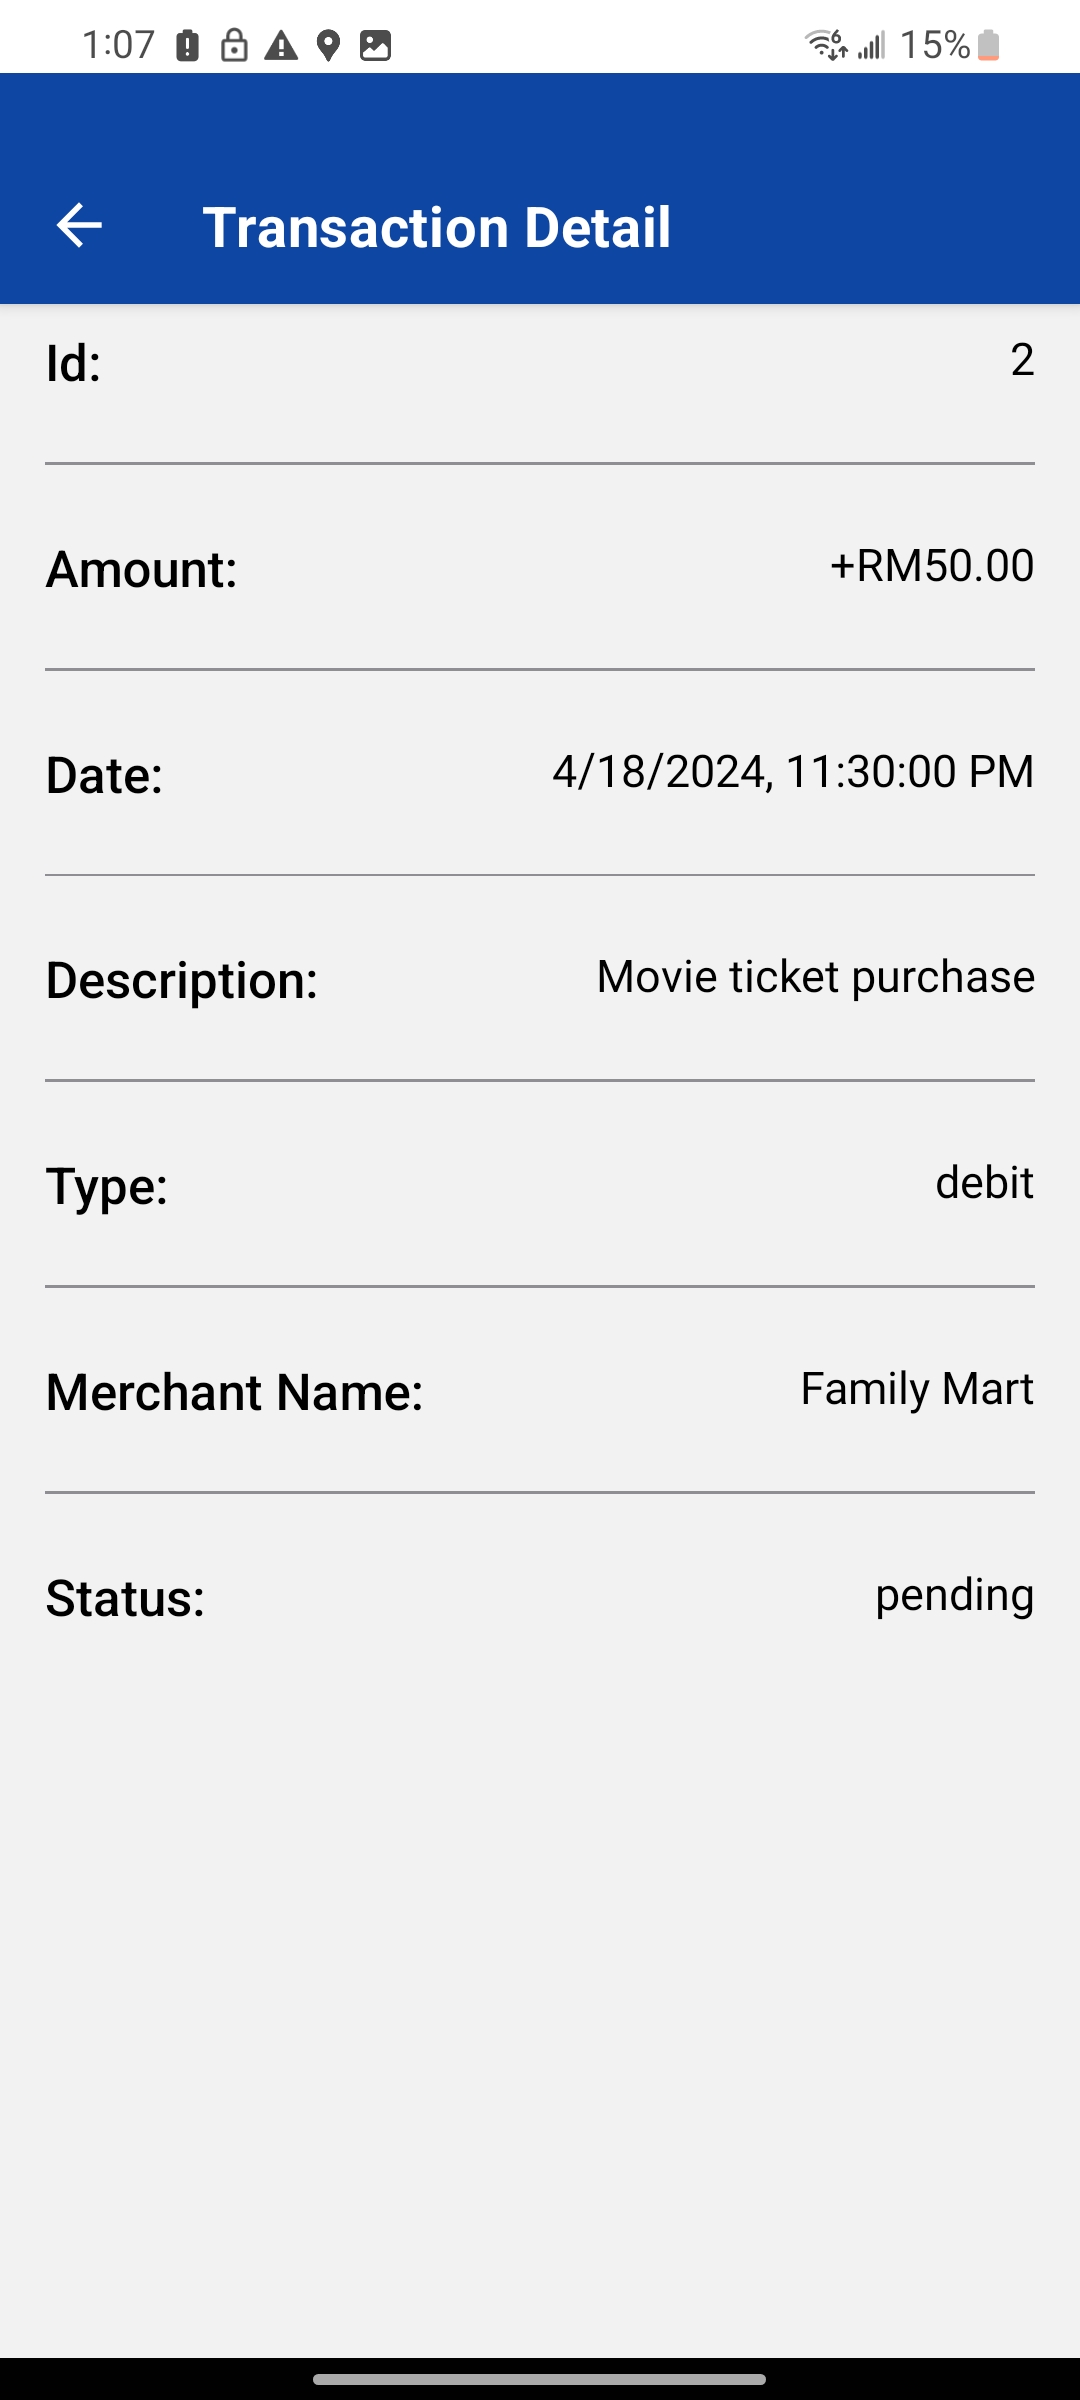 1:07 6 15%
Transaction Detail
Id: 2
Amount: +RM50.00
Date: 4/18/2024, 11:30:00 PM
Description: Movie ticket purchase
Type: debit
Merchant Name: Family Mart
Status: pending